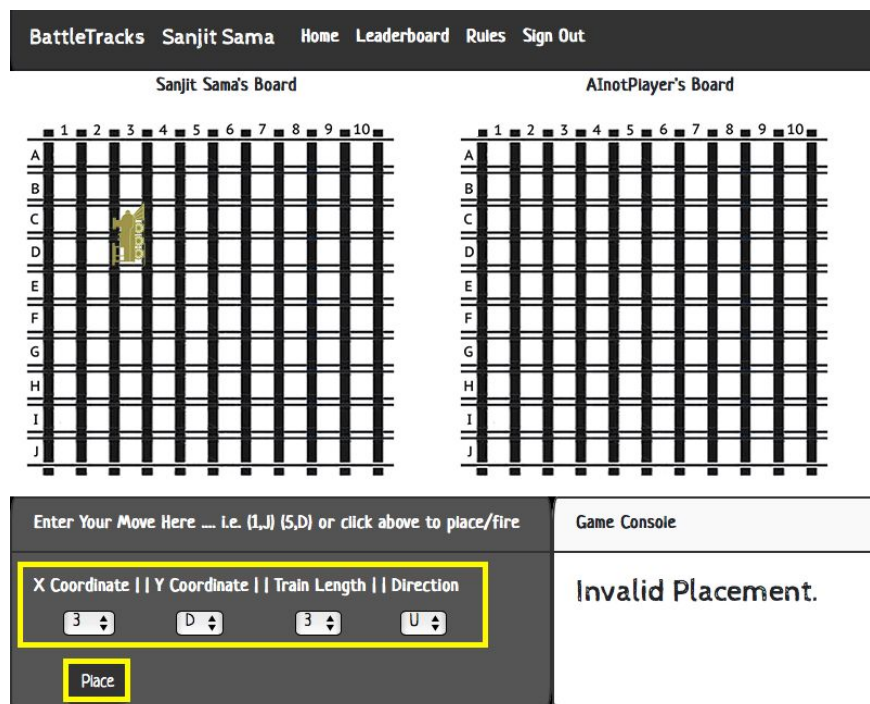 BattleTracks Sanjit Sama Home Leaderboard Rules Sign Out
Sanjit Sama's Board
AInotPlayer's Board
1 2 3 4 5 6 7 8 9 10
A
B
C
D
E
F
G
H
I
J
1 2 3 4 5 6 7 8 9 10
A
B
C
D
E
F
G
H
I
J
Enter Your Move Here .... i.e. (1,J) (5,D) or click above to place/fire
X Coordinate | | Y Coordinate | | Train Length | | Direction
3 D 3 U
Place
Game Console
Invalid Placement.